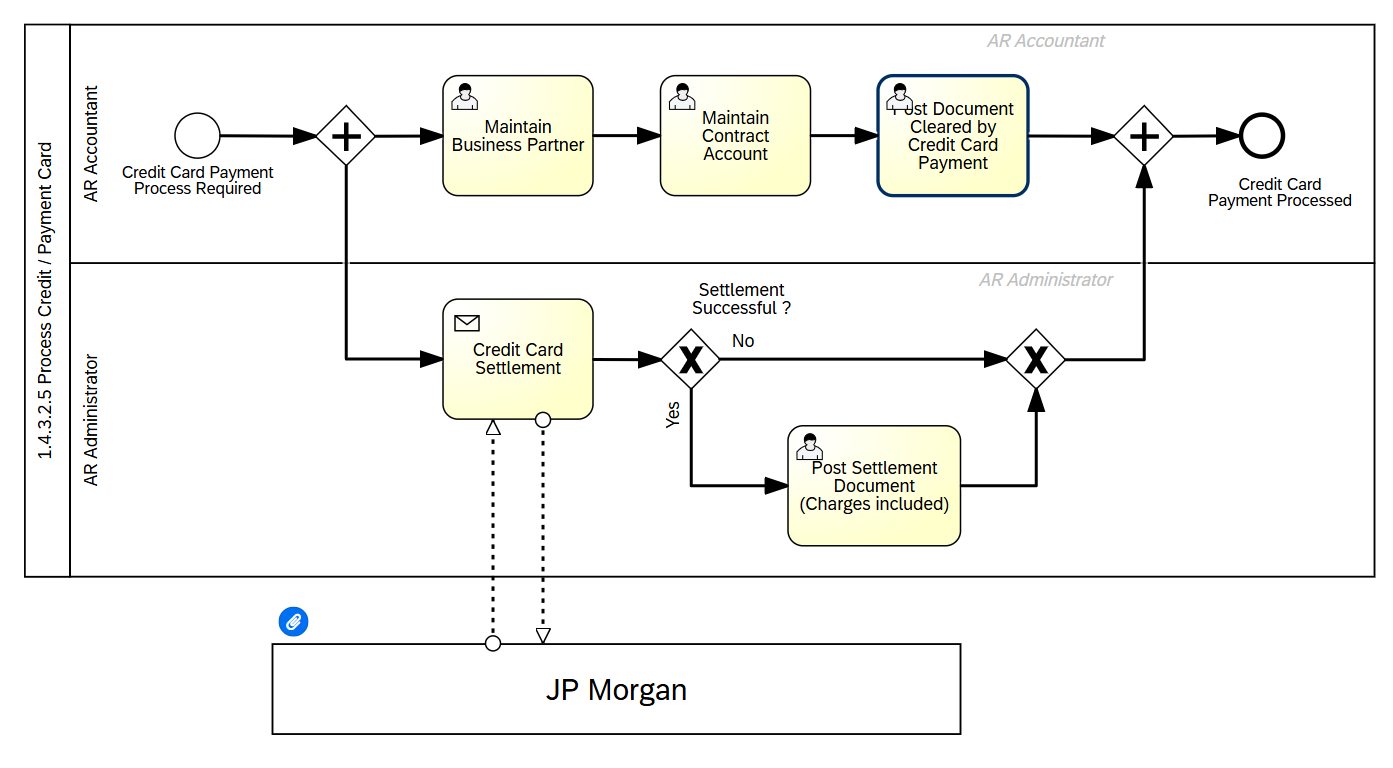 1.4.3.2.5 Process Credit / Payment Card
AR Accountant
AR Accountant
Credit Card Payment
Process Required
Maintain
Business Partner
Maintain
Contract
Account
Post Document
Cleared by
Credit Card
Payment
Credit Card
Payment Processed
AR Administrator
AR Administrator
Credit Card
Settlement
Settlement
Successful ?
No
Yes
Post Settlement
Document
(Charges included)
JP Morgan